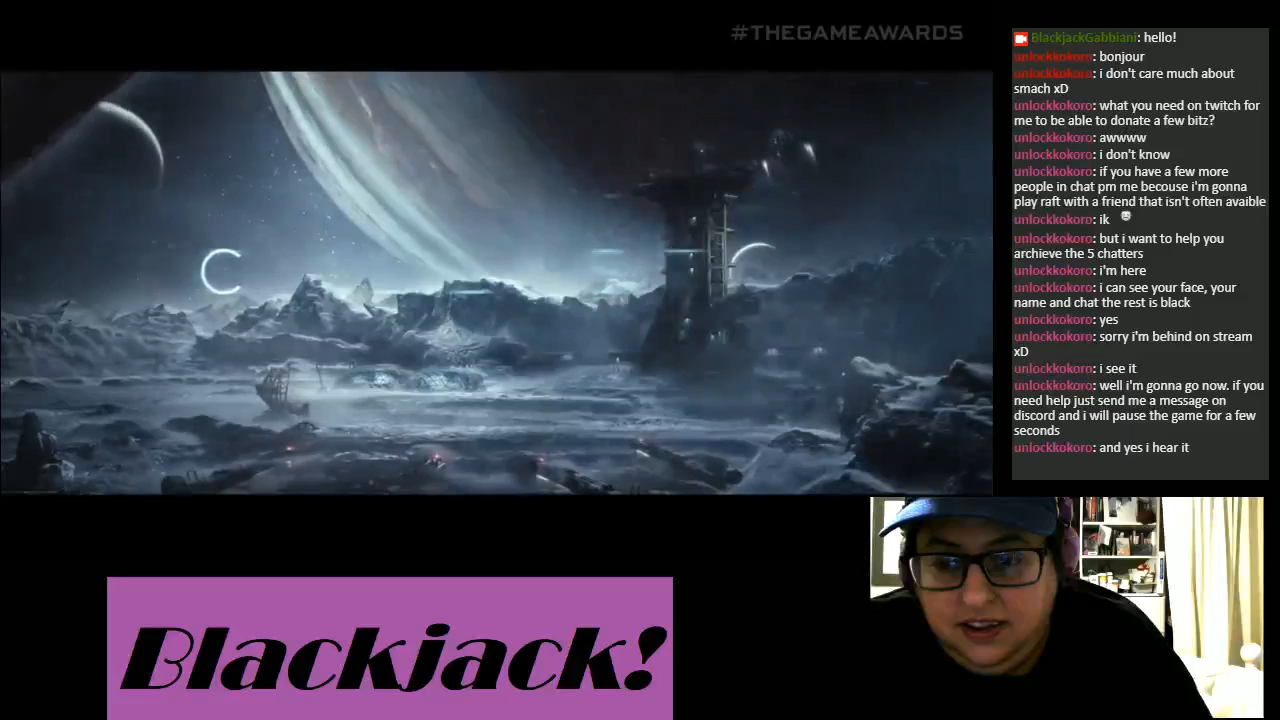 #THEGAMEAWARDS
BlackjackGabbiani: hello!
unlockkokoro: bonjour
unlockkokoro: i don't care much about
smach xD
unlockkokoro: what you need on twitch for
me to be able to donate a few bitz?
unlockkokoro: awwww
unlockkokoro: i don't know
unlockkokoro: if you have a few more
people in chat pm me becouse i'm gonna
play raft with a friend that isn't often avaible
unlockkokoro: ik
unlockkokoro: but i want to help you
archieve the 5 chatters
unlockkokoro: i'm here
unlockkokoro: i can see your face, your
name and chat the rest is black
unlockkokoro: yes
unlockkokoro: sorry i'm behind on stream
xD
unlockkokoro: i see it
unlockkokoro: well i'm gonna go now. if you
need help just send me a message on
discord and i will pause the game for a few
seconds
unlockkokoro: and yes i hear it
Blackjack!